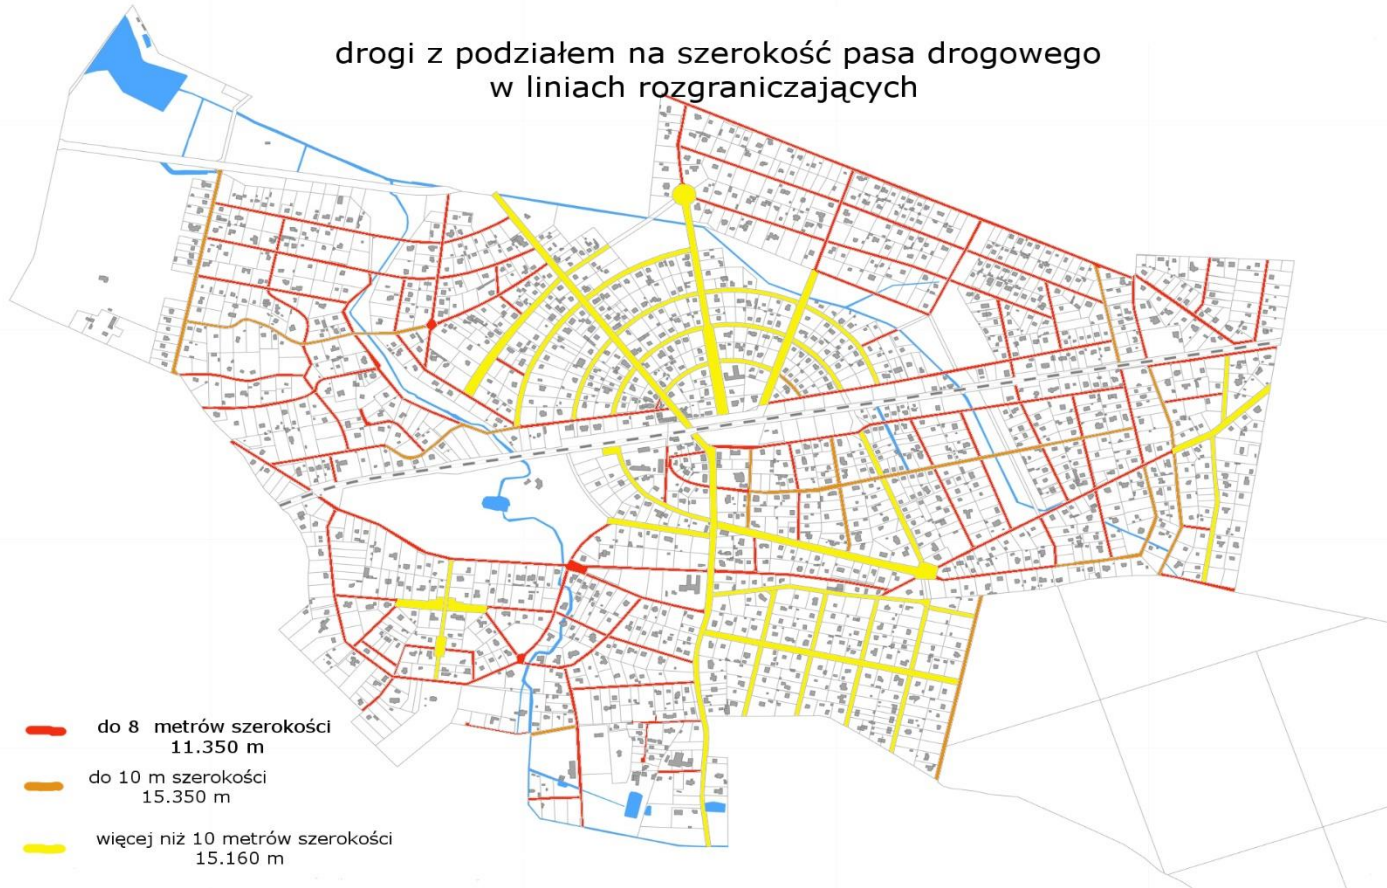 drogi z podziałem na szerokość pasa drogowego
w liniach rozgraniczających
do 8 metrów szerokości
11.350 m
do 10 m szerokości
15.350 m
więcej niż 10 metrów szerokości
15.160 m